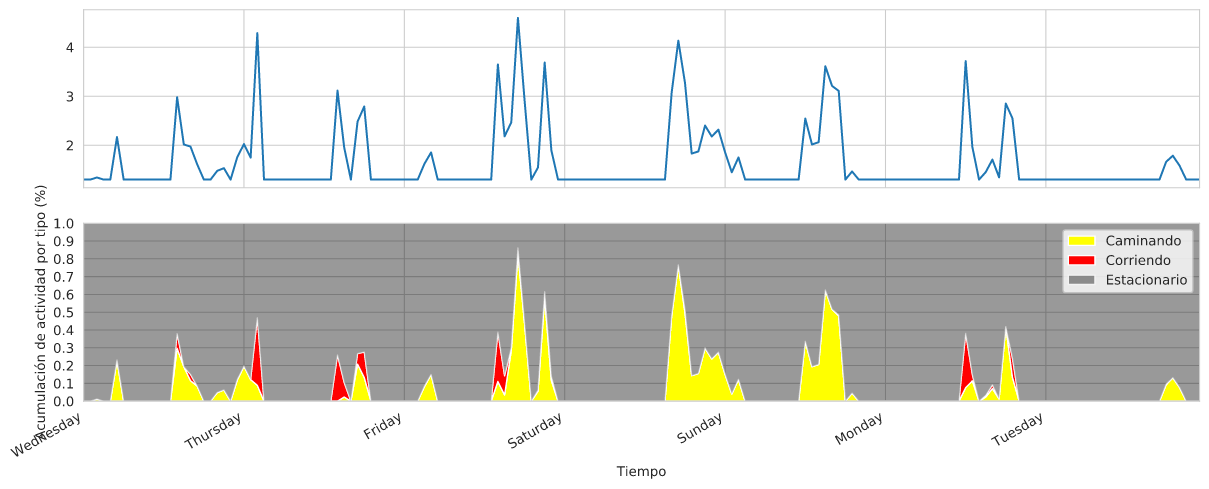 4
3
2
Acumulación de actividad por tipo (%)
1.0
0.9
0.8
0.7
0.6
0.5
0.4
0.3
0.2
0.1
0.0
Caminando
Corriendo
Estacionario
Wednesday
Thursday
Friday
Saturday
Sunday
Monday
Tuesday
Tiempo